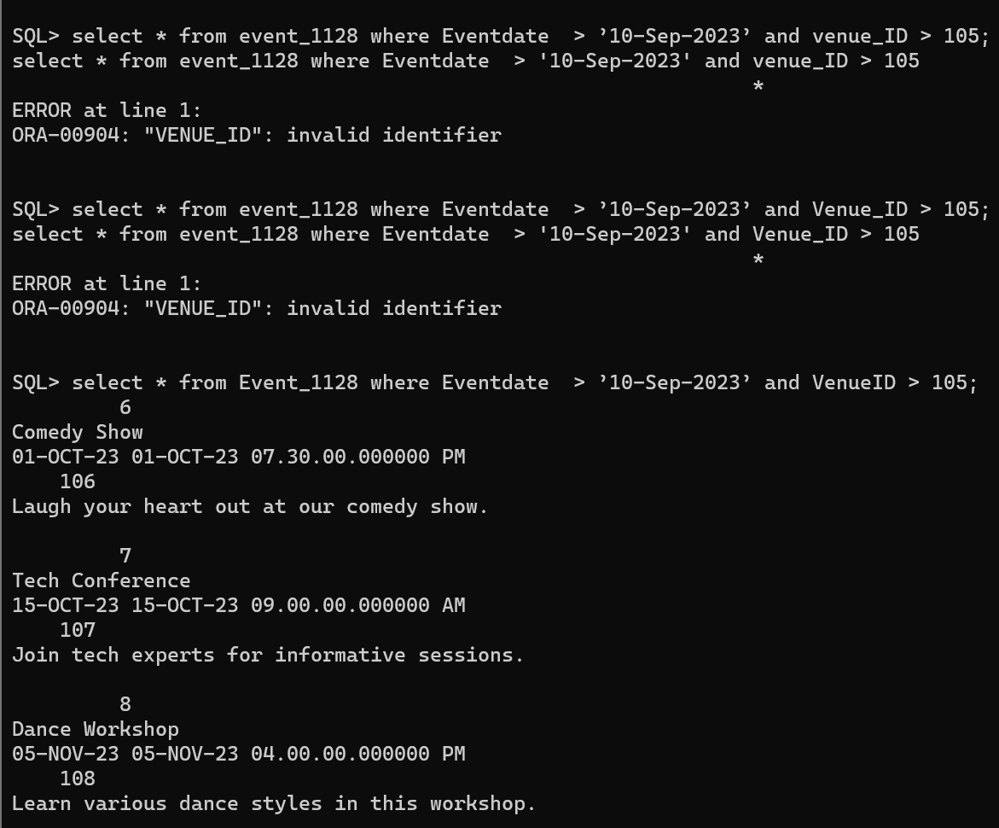 SQL> select * from event_1128 where Eventdate  > ’10-Sep-2023’ and venue_ID > 105;
select * from event_1128 where Eventdate  > '10-Sep-2023' and venue_ID > 105
                                                              *
ERROR at line 1:
ORA-00904: "VENUE_ID": invalid identifier
SQL> select * from event_1128 where Eventdate  > ’10-Sep-2023’ and Venue_ID > 105;
select * from event_1128 where Eventdate  > '10-Sep-2023' and Venue_ID > 105
                                                              *
ERROR at line 1:
ORA-00904: "VENUE_ID": invalid identifier
SQL> select * from Event_1128 where Eventdate  > ’10-Sep-2023’ and VenueID > 105;
         6
Comedy Show
01-OCT-23 01-OCT-23 07.30.00.000000 PM
    106
Laugh your heart out at our comedy show.
         7
Tech Conference
15-OCT-23 15-OCT-23 09.00.00.000000 AM
    107
Join tech experts for informative sessions.
         8
Dance Workshop
05-NOV-23 05-NOV-23 04.00.00.000000 PM
    108
Learn various dance styles in this workshop.